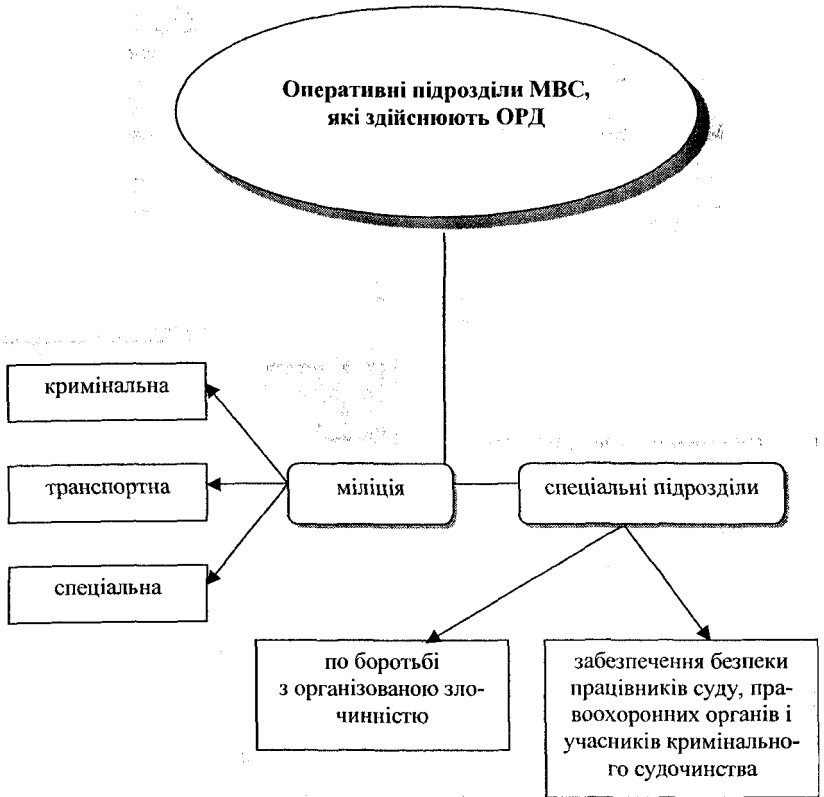 Оперативні підрозділи МВС,
які здійснюють ОРД
кримінальна
транспортна
міліція
спеціальні підрозділи
спеціальна
по боротьбі
з організованою зло-
чинністю
забезпечення безпеки
працівників суду, пра-
воохоронних органів і
учасників кримінально-
го судочинства